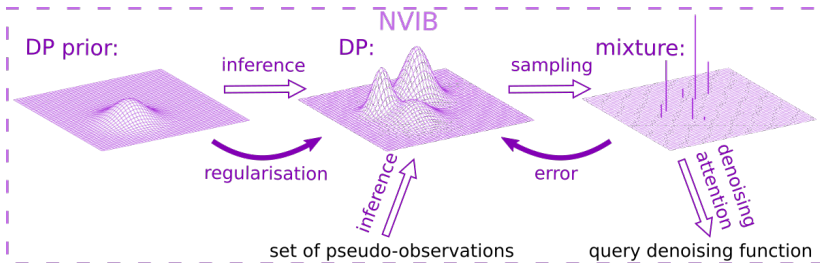 NVIB
DP prior:
DP:
mixture:
inference
sampling
regularisation
error
inference
denoising
attention
set of pseudo-observations
query denoising function